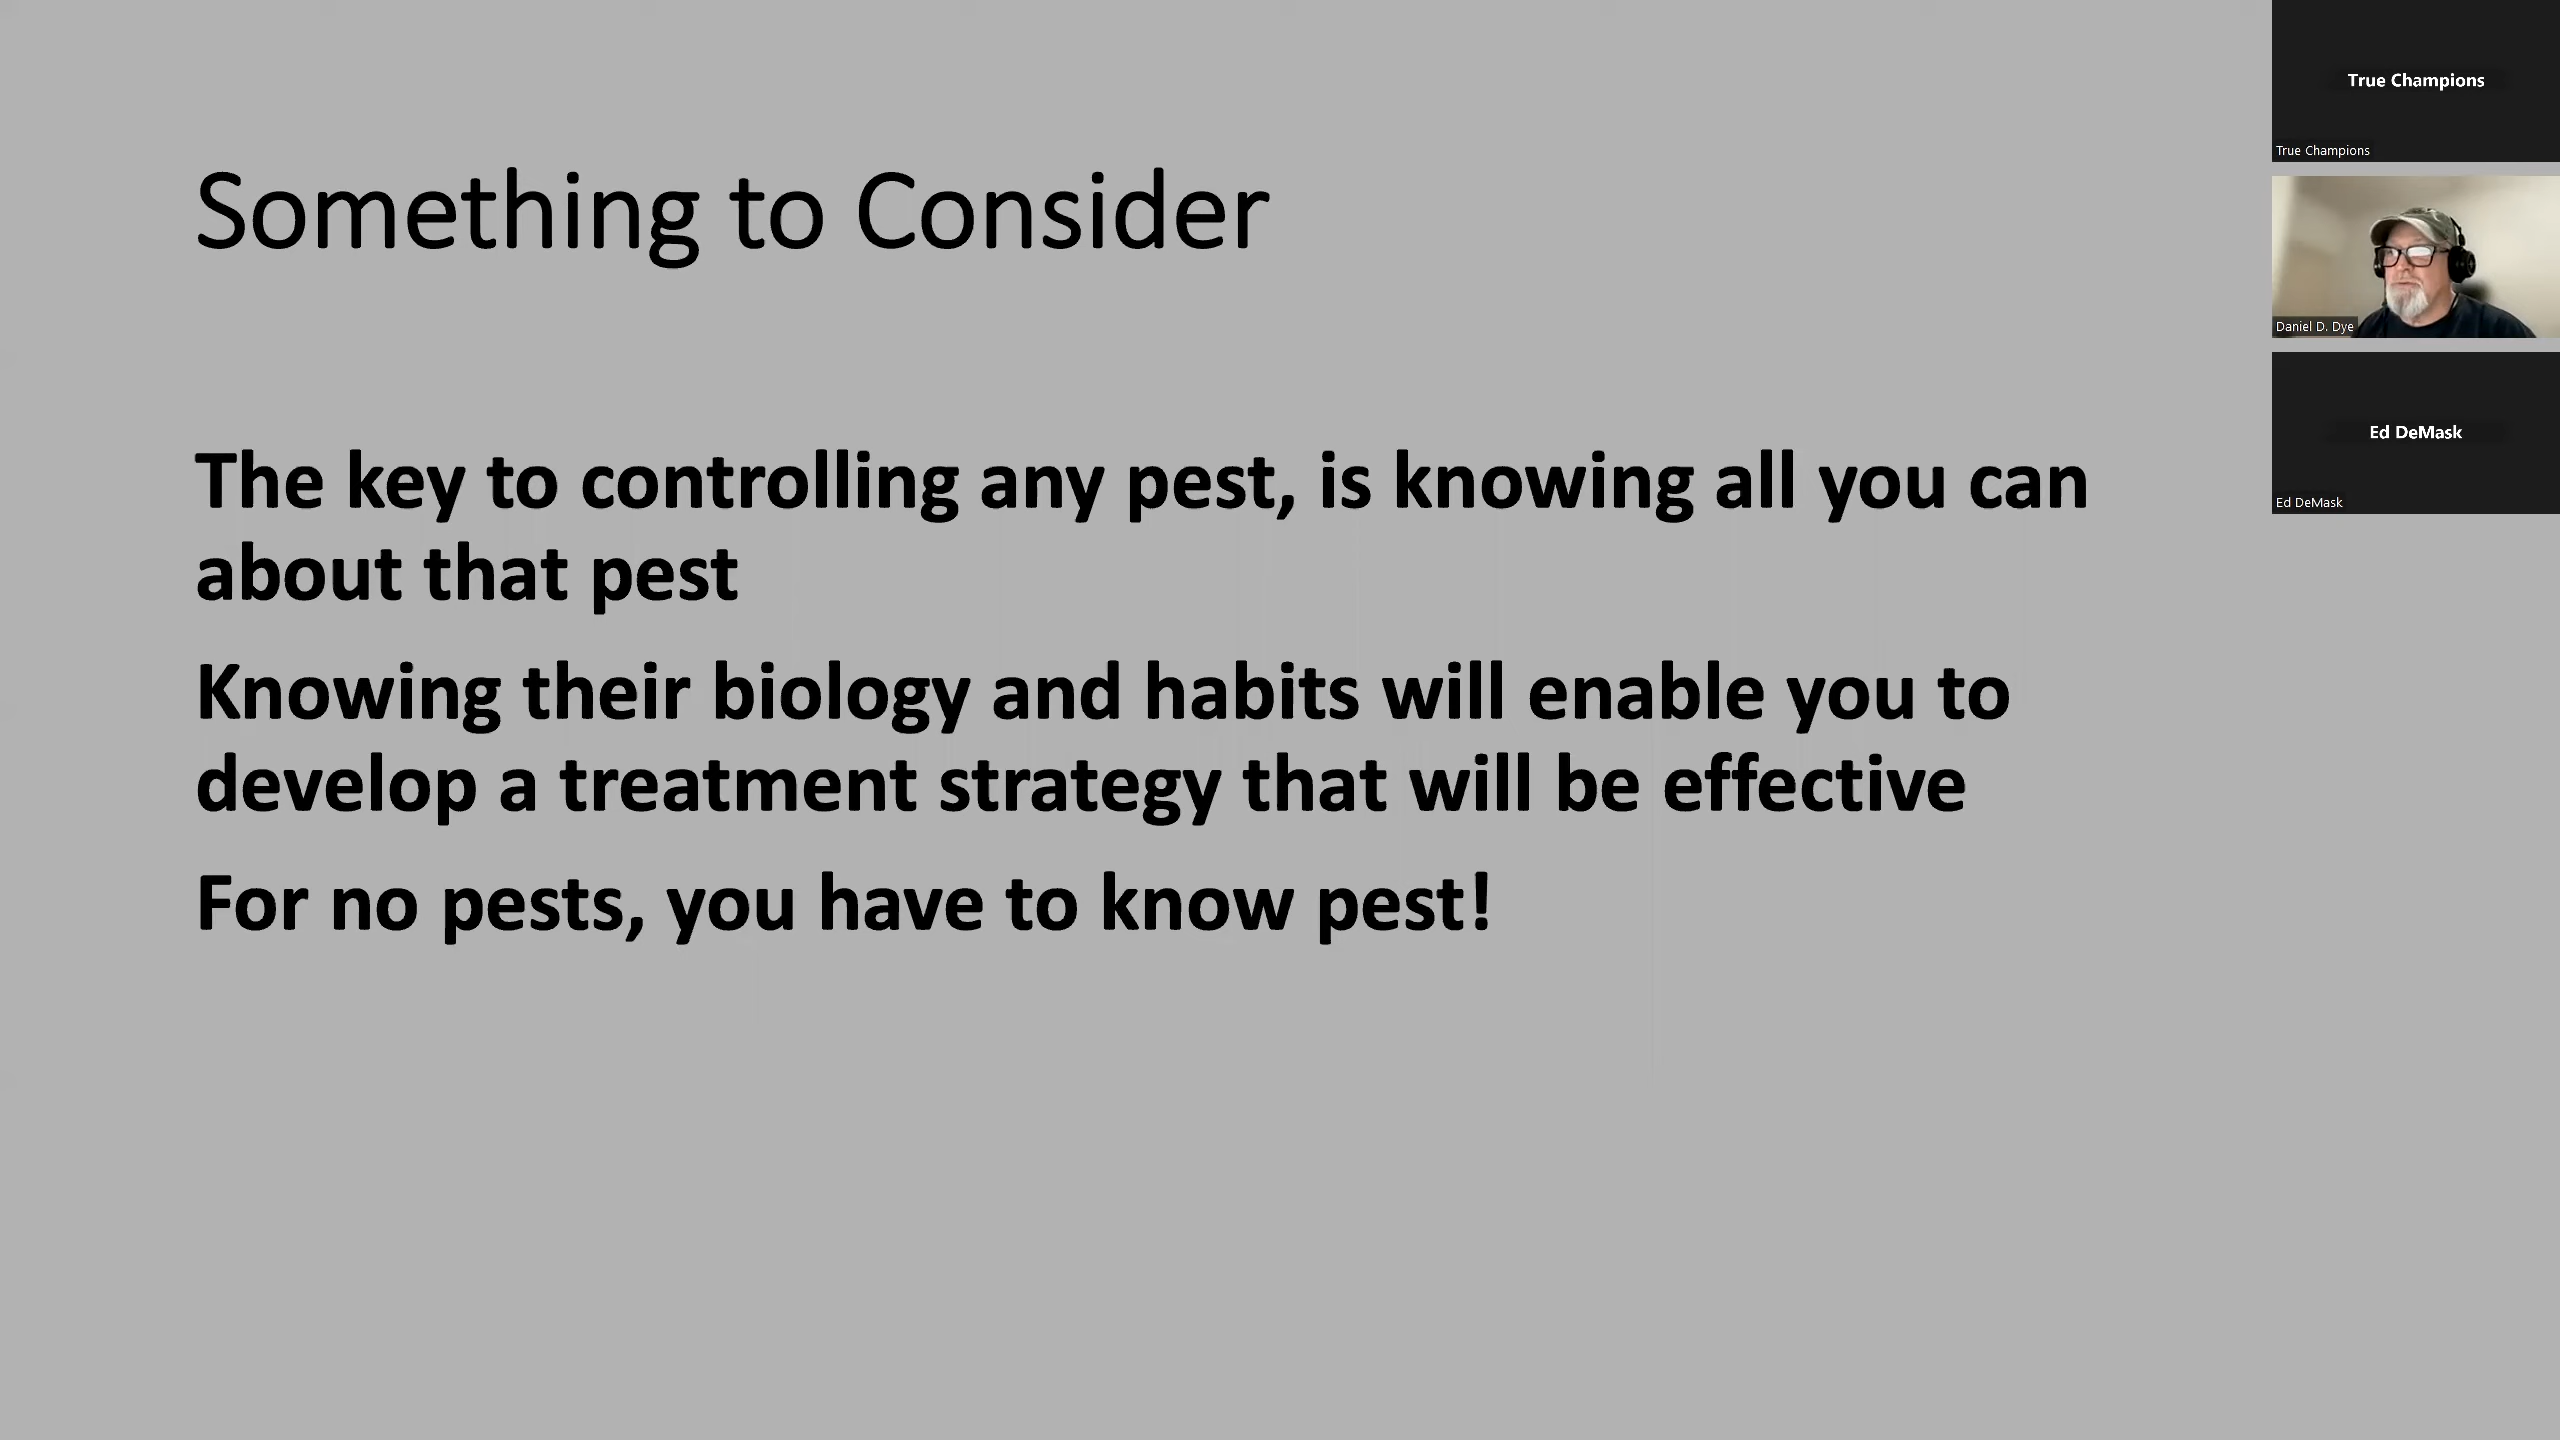 Something to Consider
The key to controlling any pest, is knowing all you can
about that pest
Knowing their biology and habits will enable you to
develop a treatment strategy that will be effective
For no pests, you have to know pest!
True Champions
True Champions
Daniel D. Dye
Ed DeMask
Ed DeMask